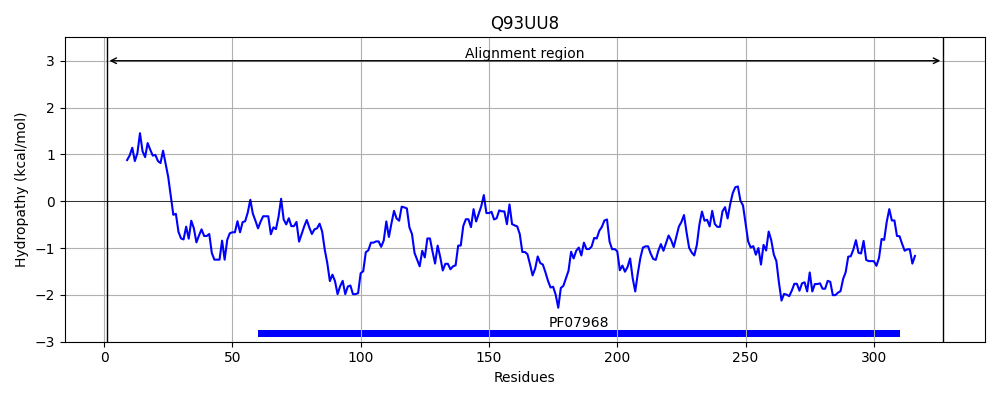 Q93UU8
Alignment region
Hydropathy (kcal/mol)
3
2
1
0
−1
−2
−3
PF07968
0 50 100 150 200 250 300
Residues